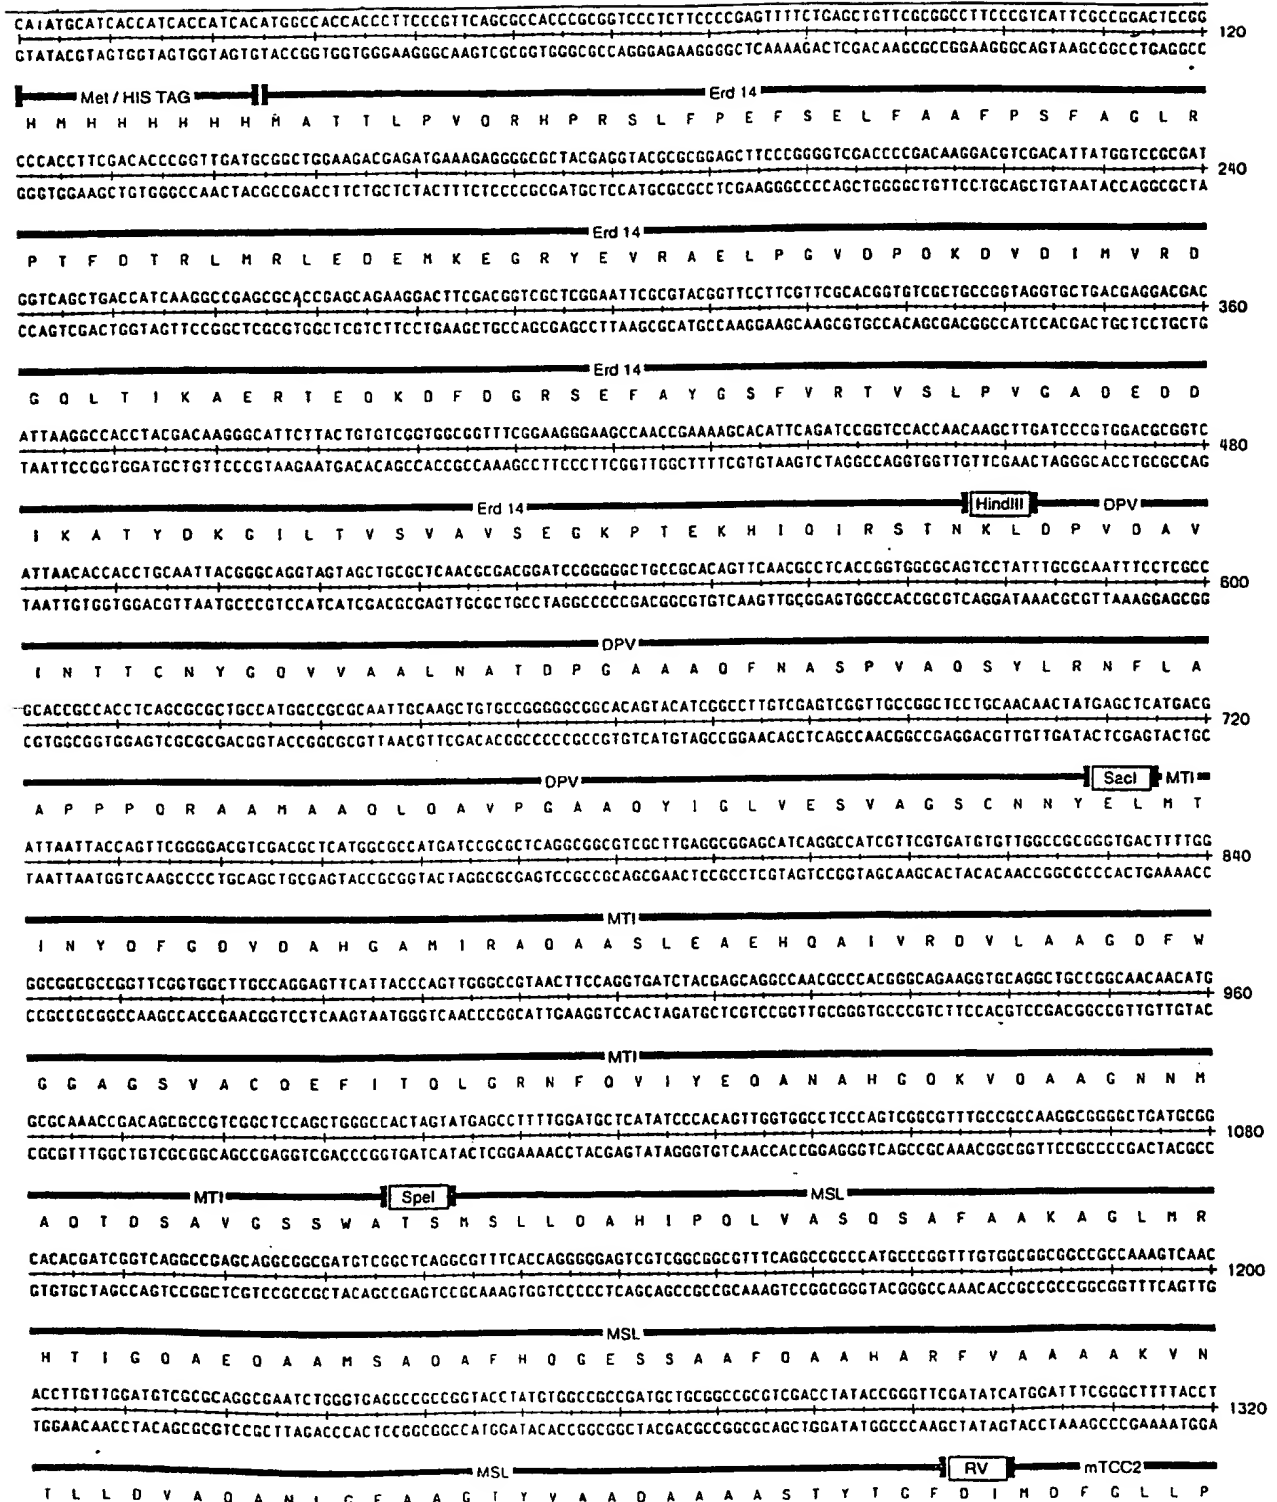 CATATGCATCACCATCACCATCACATGGCCACCACCCTTCCCGTTCAGCGCCACCCGCGGTCCCTCTTCCCCGAGTTTTCTGAGCTGTTCGCGGCCTTCCCGTCATTCGCCGGACTCCGG
120
GTATACGTAGTGGTAGTGGTAGTGTACCGGTGGTGGGAAGGGCAAGTCGCGGTGGGCGCCAGGGAGAAGGGGCTCAAAAGACTCGACAAGCGCCGGAAGGGCAGTAAGCGGCCTGAGGCC
Met / HIS TAG Erd 14
H M H H H H H H M A T T L P V Q R H P R S L F P E F S E L F A A F P S F A G L R
CCCACCTTCGACACCCGGTTGATGCGGCTGGAAGACGAGATGAAAGAGGGGCGCTACGAGGTACGCGCGGAGCTTCCCGGGGTCGACCCCGACAAGGACGTCGACATTATGGTCCGCGAT
240
GGGTGGAAGCTGTGGGCCAACTACGCCGACCTTCTGCTCTACTTTCTCCCCGCGATGCTCCATGCGCGCCTCGAAGGGCCCCAGCTGGGGCTGTTCCTGCAGCTGTAATACCAGGCGCTA
Erd 14
P T F D T R L M R L E D E M K E G R Y E V R A E L P G V D P D K D V D I M V R D
GGTCAGCTGACCATCAAGGCCGAGCGCACCGAGCAGAAGGACTTCGACGGTCGCTCGGAATTCGCGTACGGTTCCTTCGTTCGCACGGTGTCGCTGCCGGTAGGTGCTGACGAGGACGAC
360
CCAGTCGACTGGTAGTTCCGGCTCGCGTGGCTCGTCTTCCTGAAGCTGCCAGCGAGCCTTAAGCGCATGCCAAGGAAGCAAGCGTGCCACAGCGACGGCCATCCACGACTGCTCCTGCTG
Erd 14
G Q L T I K A E R T E Q K D F D G R S E F A Y G S F V R T V S L P V G A D E D D
ATTAAGGCCACCTACGACAAGGGCATTCTTACTGTGTCGGTGGCGGTTTCGGAAGGGAAGCCAACCGAAAAGCACATTCAGATCCGGTCCACCAACAAGCTTGATCCCGTGGACGCGGTC
480
TAATTCCGGTGGATGCTGTTCCCGTAAGAATGACACAGCCACCGCCAAAGCCTTCCCTTCGGTTGGCTTTTCGTGTAAGTCTAGGCCAGGTGGTTGTTCGAACTAGGGCACCTGCGCCAG
Erd 14 HindIII DPV
I K A T Y D K G I L T V S V A V S E G K P T E K H I Q I R S T N K L D P V D A V
ATTAACACCACCTGCAATTACGGGCAGGTAGTAGCTGCGCTCAACGCGACGGATCCGGGGGCTGCCGCACAGTTCAACGCCTCACCGGTGGCGCAGTCCTATTTGCGCAATTTCCTCGCC
600
TAATTGTGGTGGACGTTAATGCCCGTCCATCATCGACGCGAGTTGCGCTGCCTAGGCCCCCGACGGCGTGTCAAGTTGCGGAGTGGCCACCGCGTCAGGATAAACGCGTTAAAGGAGCGG
DPV
I N T T C N Y G Q V V A A L N A T D P G A A A Q F N A S P V A Q S Y L R N F L A
GCACCGCCACCTCAGCGCGCTGCCATGGCCGCGCAATTGCAAGCTGTGCCGGGGGCGGCACAGTACATCGGCCTTGTCGAGTCGGTTGCCGGCTCCTGCAACAACTATGAGCTCATGACG
720
CGTGGCGGTGGAGTCGCGCGACGGTACCGGCGCGTTAACGTTCGACACGGCCCCCGCCGTGTCATGTAGCCGGAACAGCTCAGCCAACGGCCGAGGACGTTGTTGATACTCGAGTACTGC
DPV SacI MTI
A P P P Q R A A M A A Q L Q A V P G A A Q Y I G L V E S V A G S C N N Y E L M T
ATTAATTACCAGTTCGGGGACGTCGACGCTCATGGCGCCATGATCCGCGCTCAGGCGGCGTCGCTTGAGGCGGAGCATCAGGCCATCGTTCGTGATGTGTTGGCCGCGGGTGACTTTTGG
840
TAATTAATGGTCAAGCCCCTGCAGCTGCGAGTACCGCGGTACTAGGCGCGAGTCCGCCGCAGCGAACTCCGCCTCGTAGTCCGGTAGCAAGCACTACACAACCGGCGCCCACTGAAAACC
MTI
I N Y Q F G D V D A H G A M I R A Q A A S L E A E H Q A I V R D V L A A G D F W
GGCGGCGCCGGTTCGGTGGCTTGCCAGGAGTTCATTACCCAGTTGGGCCGTAACTTCCAGGTGATCTACGAGCAGGCCAACGCCCACGGGCAGAAGGTGCAGGCTGCCGGCAACAACATG
960
CCGCCGCGGCCAAGCCACCGAACGGTCCTCAAGTAATGGGTCAACCCGGCATTGAAGGTCCACTAGATGCTCGTCCGGTTGCGGGTGCCCGTCTTCCACGTCCGACGGCCGTTGTTGTAC
MTI
G G A G S V A C Q E F I T Q L G R N F Q V I Y E Q A N A H G Q K V Q A A G N N M
GCGCAAACCGACAGCGCCGTCGGCTCCAGCTGGGCCACTAGTATGAGCCTTTTGGATGCTCATATCCCACAGTTGGTGGCCTCCCAGTCGGCGTTTGCCGCCAAGGCGGGGCTGATGCGG
1080
CGCGTTTGGCTGTCGCGGCAGCCGAGGTCGACCCGGTGATCATACTCGGAAAACCTACGAGTATAGGGTGTCAACCACCGGAGGGTCAGCCGCAAACGGCGGTTCCGCCCCGACTACGCC
MTI SpeI MSL
A Q T D S A V G S S W A T S M S L L D A H I P Q L V A S Q S A F A A K A G L M R
CACACGATCGGTCAGGCCGAGCAGGCGGCGATGTCGGCTCAGGCGTTTCACCAGGGGGAGTCGTCGGCGGCGTTTCAGGCCGCCCATGCCCGGTTTGTGGCGGCGGCCGCCAAAGTCAAC
1200
GTGTGCTAGCCAGTCCGGCTCGTCCGCCGCTACAGCCGAGTCCGCAAAGTGGTCCCCCTCAGCAGCCGCCGCAAAGTCCGGCGGGTACGGGCCAAACACCGCCGCCGGCGGTTTCAGTTG
MSL
H T I G Q A E Q A A M S A Q A F H Q G E S S A A F Q A A H A R F V A A A A K V N
ACCTTGTTGGATGTCGCGCAGGCGAATCTGGGTGAGGCCGCCGGTACCTATGTGGCCGCCGATGCTGCGGCCGCGTCGACCTATACCGGGTTCGATATCATGGATTTCGGGCTTTTACCT
1320
TGGAACAACCTACAGCGCGTCCGCTTAGACCCACTCCGGCGGCCATGGATACACCGGCGGCTACGACGCCGGCGCAGCTGGATATGGCCCAAGCTATAGTACCTAAAGCCCGAAAATGGA
MSL RV mTCC2
T L L D V A Q A N L G E A A G T Y V A A D A A A A S T Y T G F D I M D F G L L P